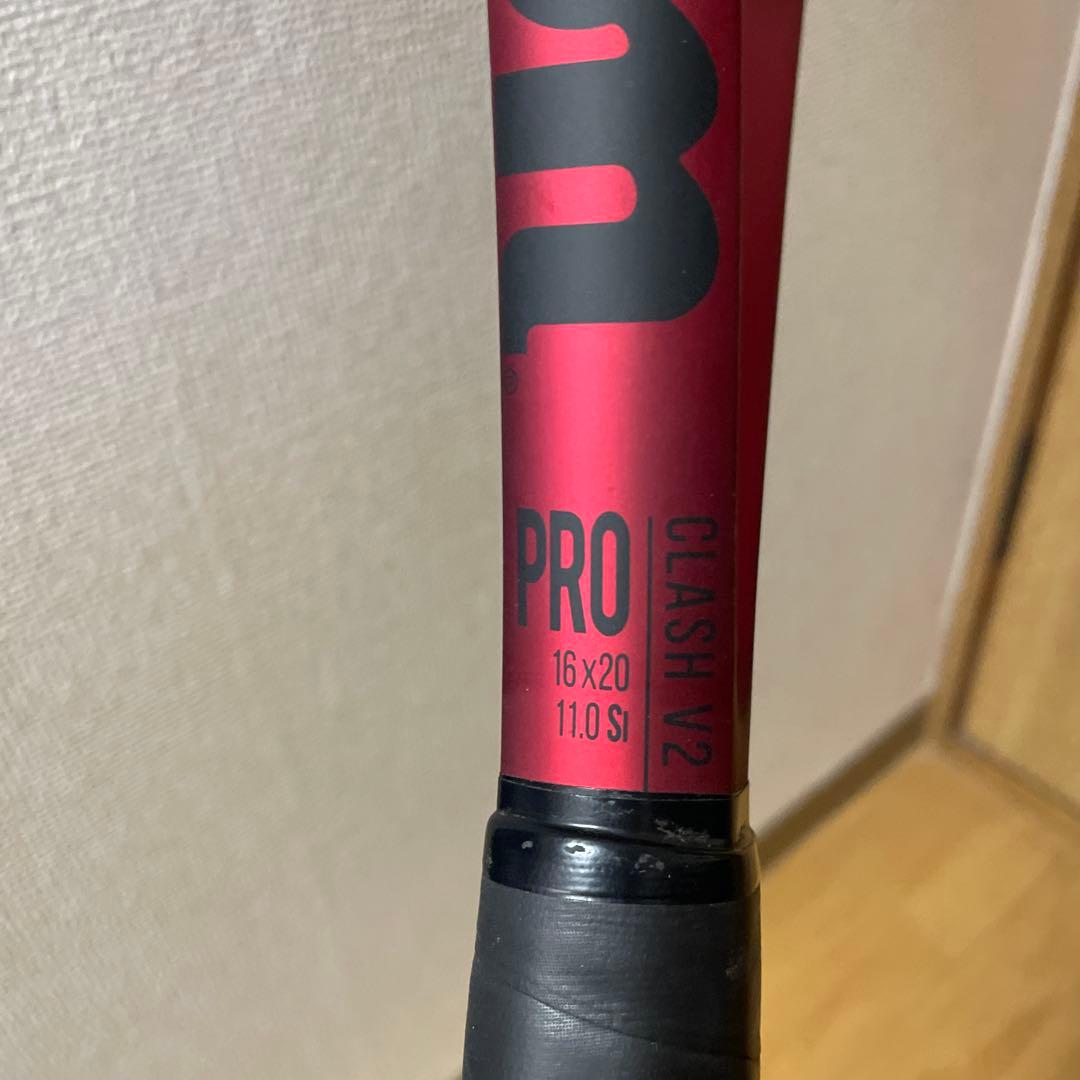 ®
PRO
16x20
11.0 SI
CLASH V2